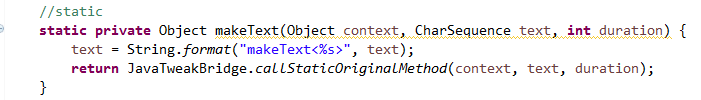 //static
static private Object makeText(Object context, CharSequence text, int duration) {
    text = String.format("makeText<%s>", text);
    return JavaTweakBridge.callStaticOriginalMethod(context, text, duration);
}